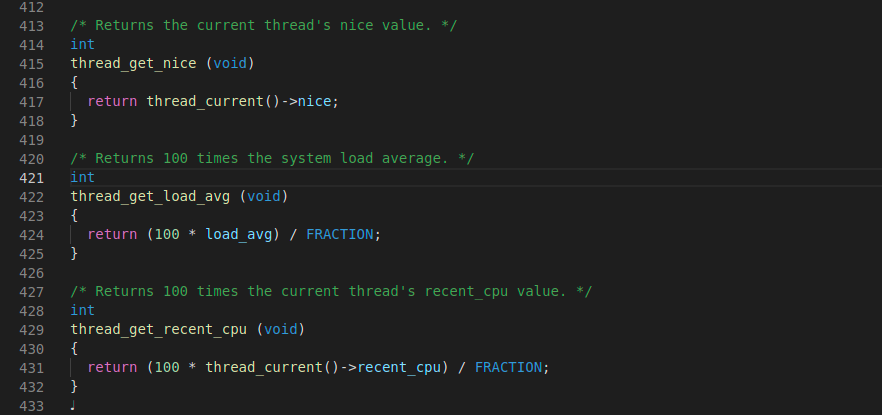 412
413 /* Returns the current thread's nice value. */
414 int
415 thread_get_nice (void)
416 {
417 return thread_current()->nice;
418 }
419
420 /* Returns 100 times the system load average. */
421 int
422 thread_get_load_avg (void)
423 {
424 return (100 * load_avg) / FRACTION;
425 }
426
427 /* Returns 100 times the current thread's recent_cpu value. */
428 int
429 thread_get_recent_cpu (void)
430 {
431 return (100 * thread_current()->recent_cpu) / FRACTION;
432 }
433